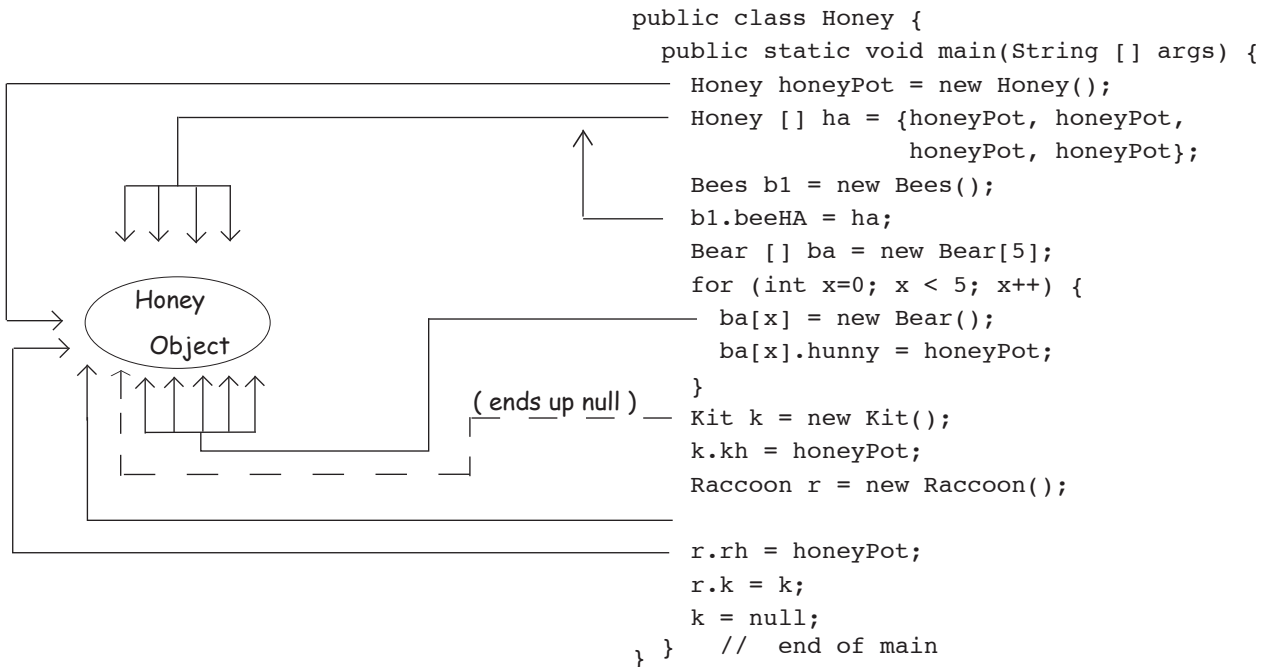 public class Honey {
public static void main(String [] args) {
Honey honeyPot = new Honey();
Honey [] ha = {honeyPot, honeyPot,
honeyPot, honeyPot};
Bees b1 = new Bees();
b1.beeHA = ha;
Bear [] ba = new Bear[5];
for (int x=0; x < 5; x++) {
ba[x] = new Bear();
ba[x].hunny = honeyPot;
}
Kit k = new Kit();
k.kh = honeyPot;
Raccoon r = new Raccoon();
r.rh = honeyPot;
r.k = k;
k = null;
} // end of main
}
Honey
Object
( ends up null )